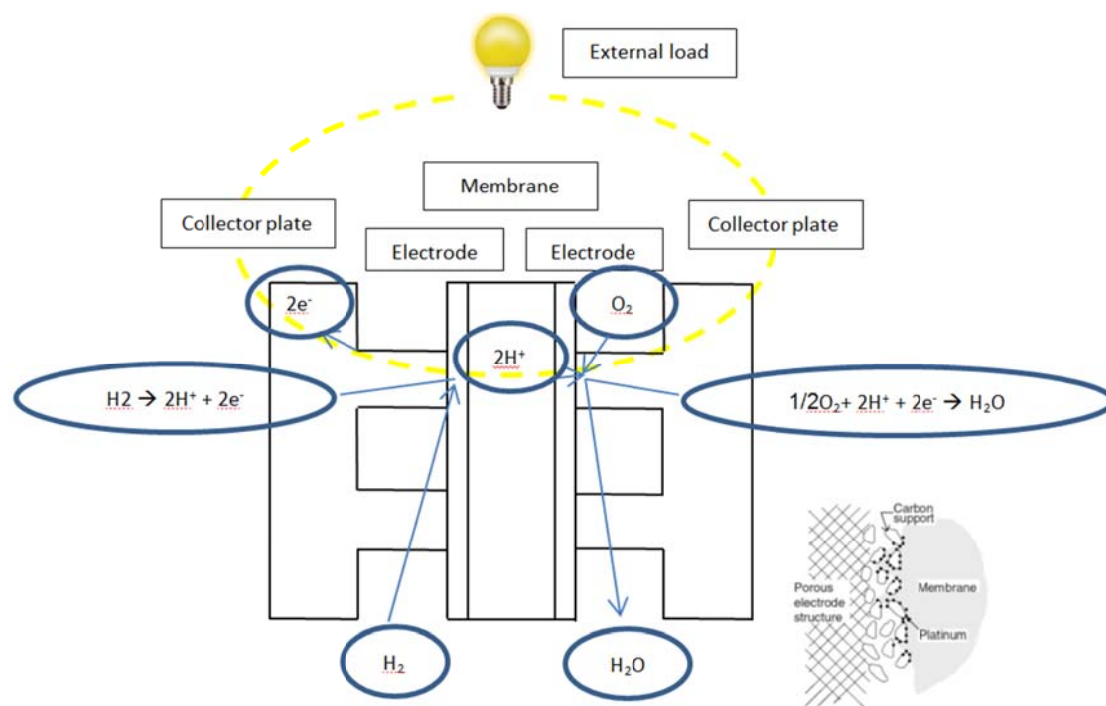 External load
Membrane
Collector plate
Collector plate
Electrode
Electrode
2e⁻
O₂
2H⁺
H2 → 2H⁺ + 2e⁻
1/2O₂+ 2H⁺ + 2e⁻ → H₂O
Carbon
support
Porous
electrode
structure
Membrane
Platinum
H₂
H₂O